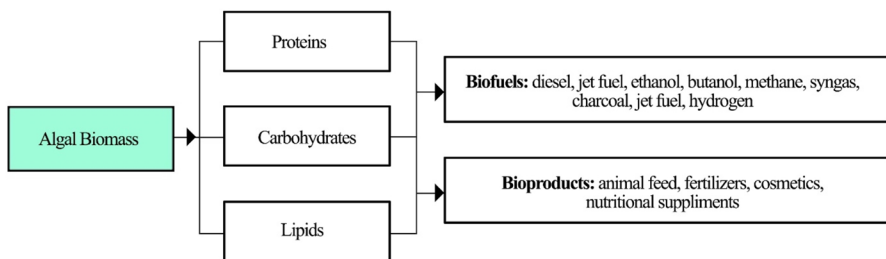 Proteins
Algal Biomass
Carbohydrates
Lipids
Biofuels: diesel, jet fuel, ethanol, butanol, methane, syngas,
charcoal, jet fuel, hydrogen
Bioproducts: animal feed, fertilizers, cosmetics,
nutritional suppliments